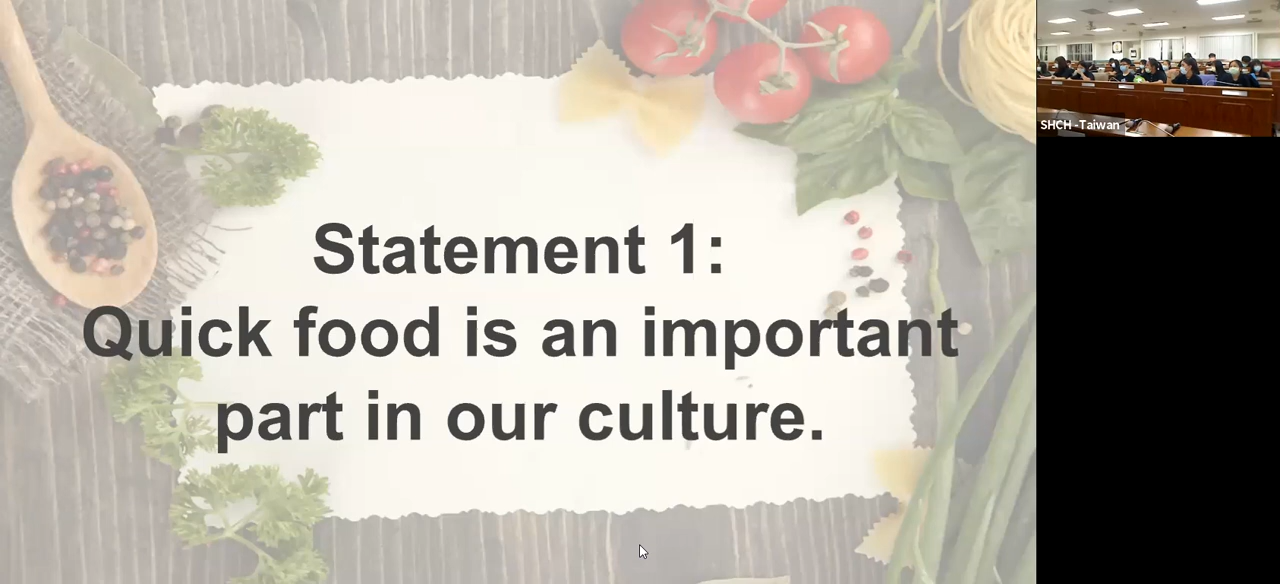 Statement 1:
Quick food is an important
part in our culture.
SHCH -Taiwan